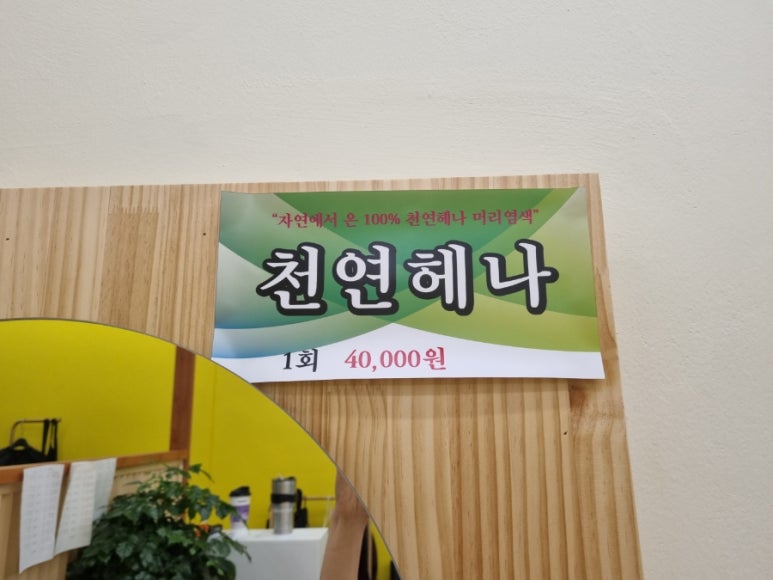 "자연에서 온 100% 천연헤나 머리염색"
천연헤나
1회 40,000원